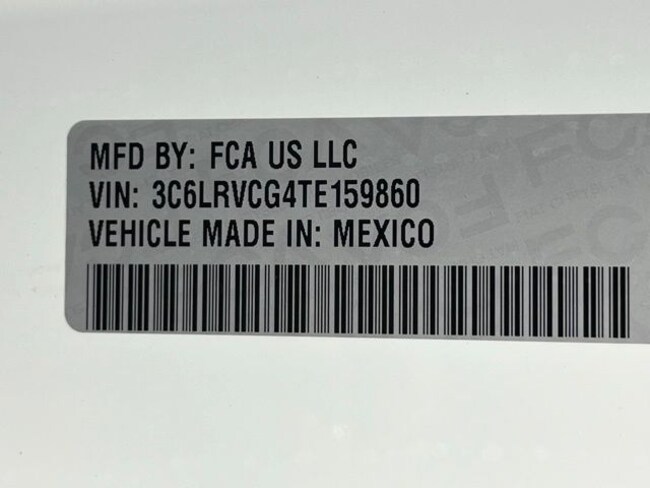 MFD BY: FCA US LLC
VIN: 3C6LRVCG4TE159860
VEHICLE MADE IN: MEXICO